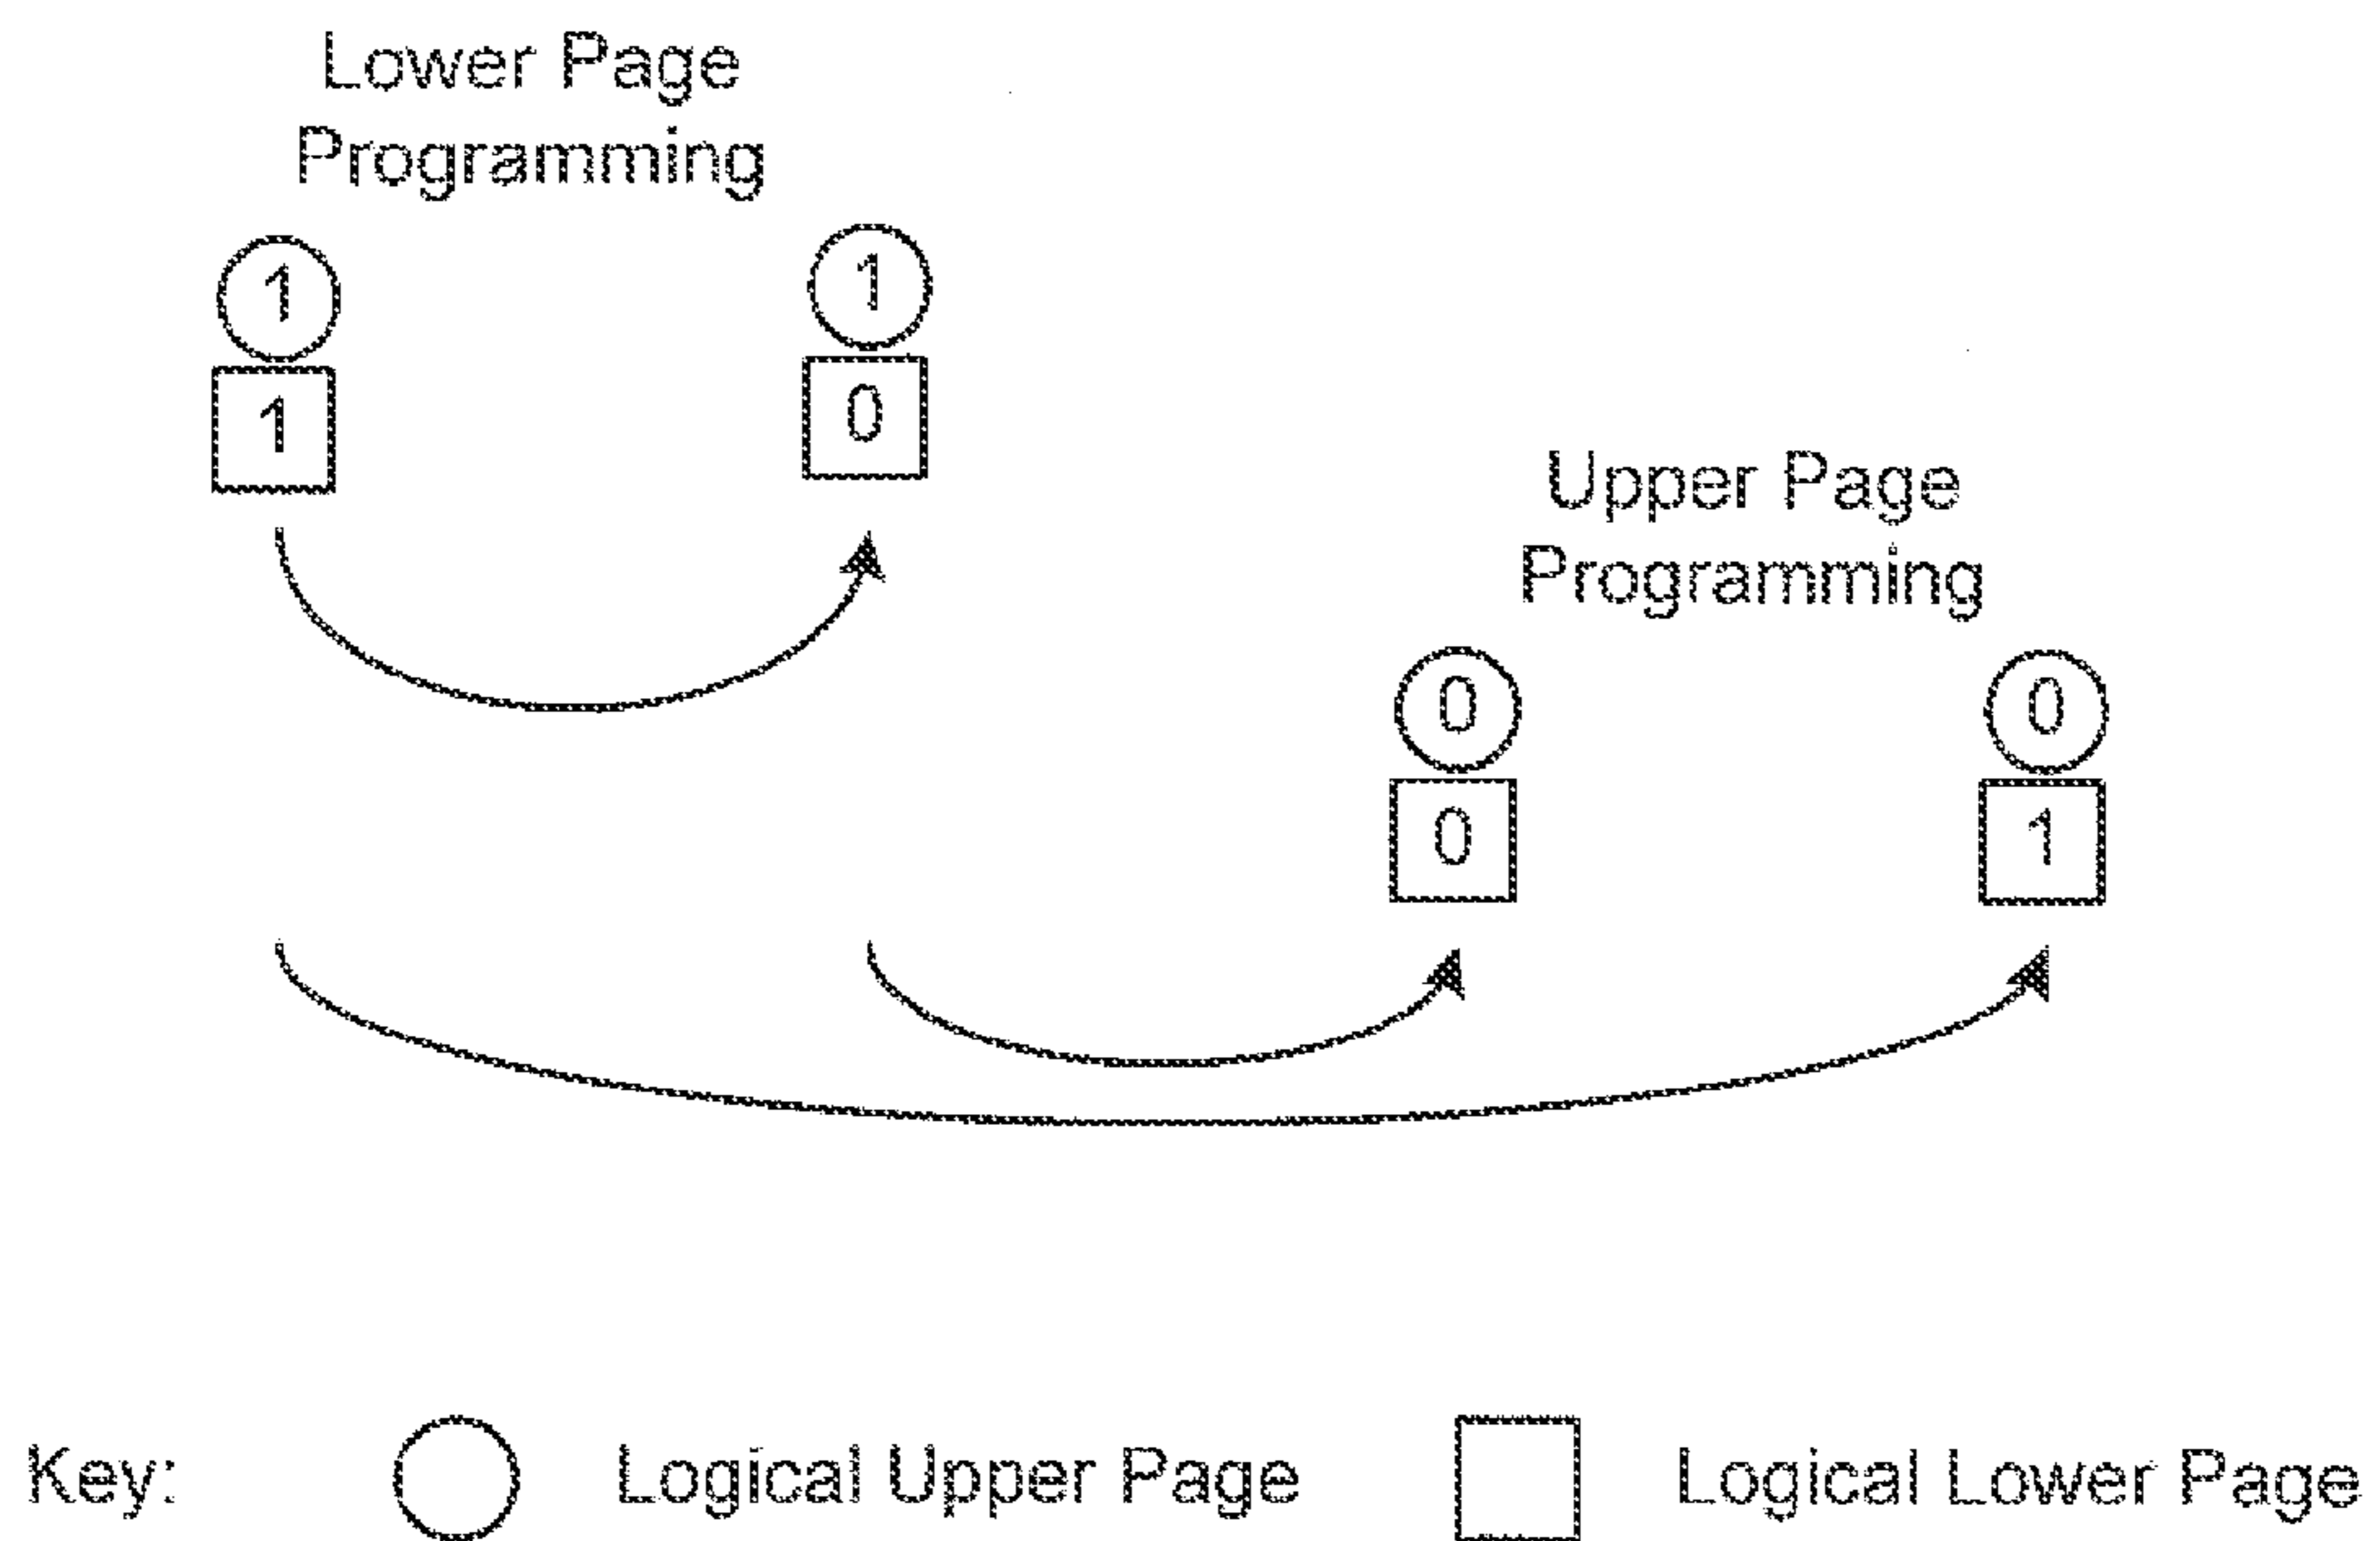 Lower Page
Programming
1 1
1 0
Upper Page
Programming
0 0
0 1
Key: Logical Upper Page Logical Lower Page